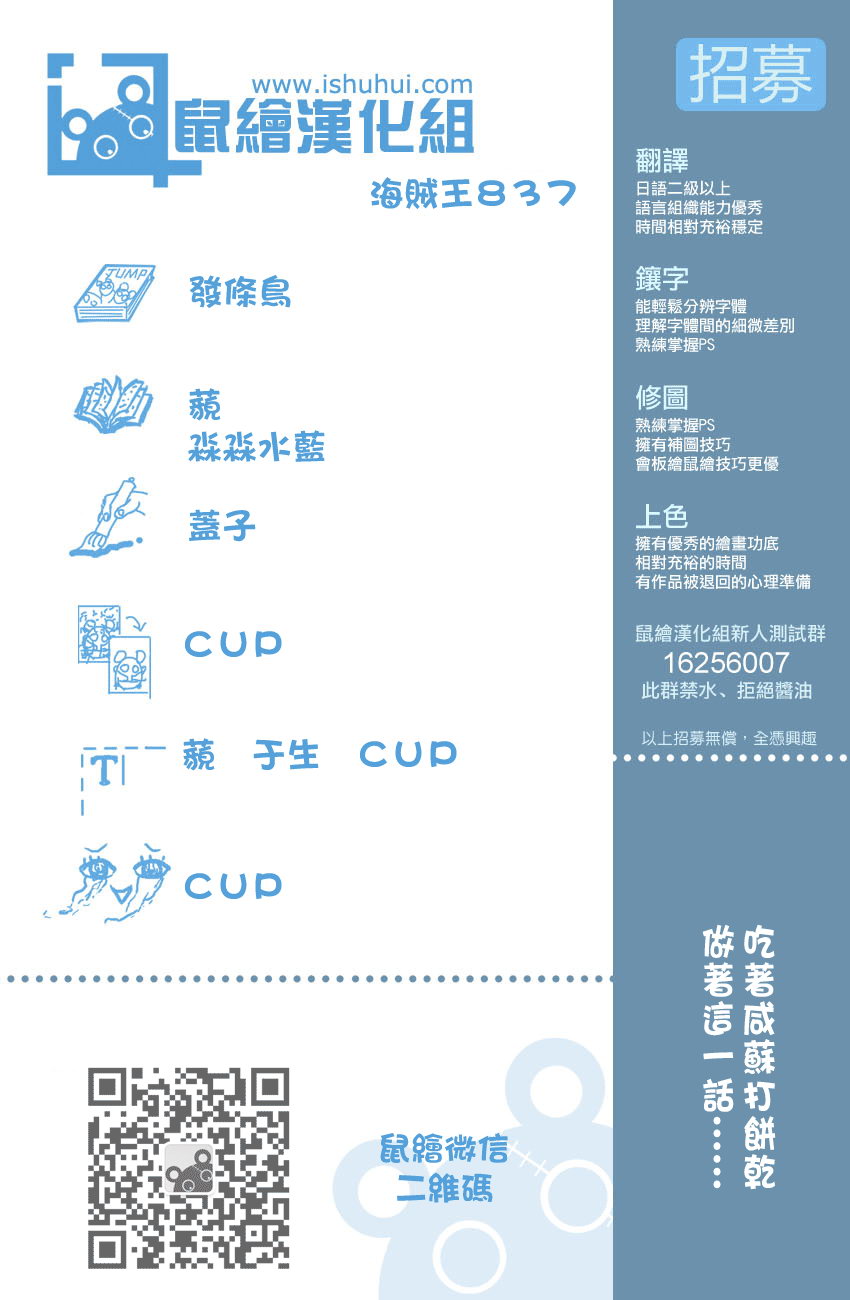 www.ishuhui.com
鼠繪漢化組
海賊王837
JUMP
發條鳥
藐
淼淼水藍
蓋子
CUP
T
藐 于生 CUP
CUP
鼠繪微信
二維碼
招募
翻譯
日語二級以上
語言組織能力優秀
時間相對充裕穩定
鑲字
能輕鬆分辨字體
理解字體間的細微差別
熟練掌握PS
修圖
熟練掌握PS
擁有補圖技巧
會板繪鼠繪技巧更優
上色
擁有優秀的繪畫功底
相對充裕的時間
有作品被退回的心理準備
鼠繪漢化組新人測試群
16256007
此群禁水、拒絕醬油
以上招募無償，全憑興趣
吃著咸蘇打餅乾
做著這一話……